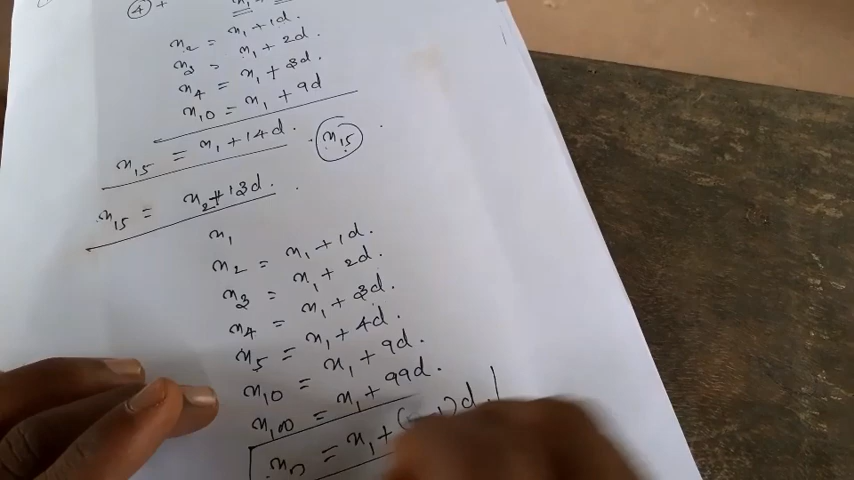 ④ +
x₂ = x₁ + 1d.
x₃ = x₁ + 2d.
x₄ = x₁ + 3d.
x₁₀ = x₁ + 9d
x₁₅ = x₁ + 14d. x₁₅
x₁₅ = x₂ + 13d.
x₁
x₂ = x₁ + 1d.
x₃ = x₁ + 2d.
x₄ = x₁ + 3d.
x₅ = x₁ + 4d.
x₁₀ = x₁ + 9d.
x₁₀₀ = x₁ + 99d.
xₙ = x₁ + ( 1)d